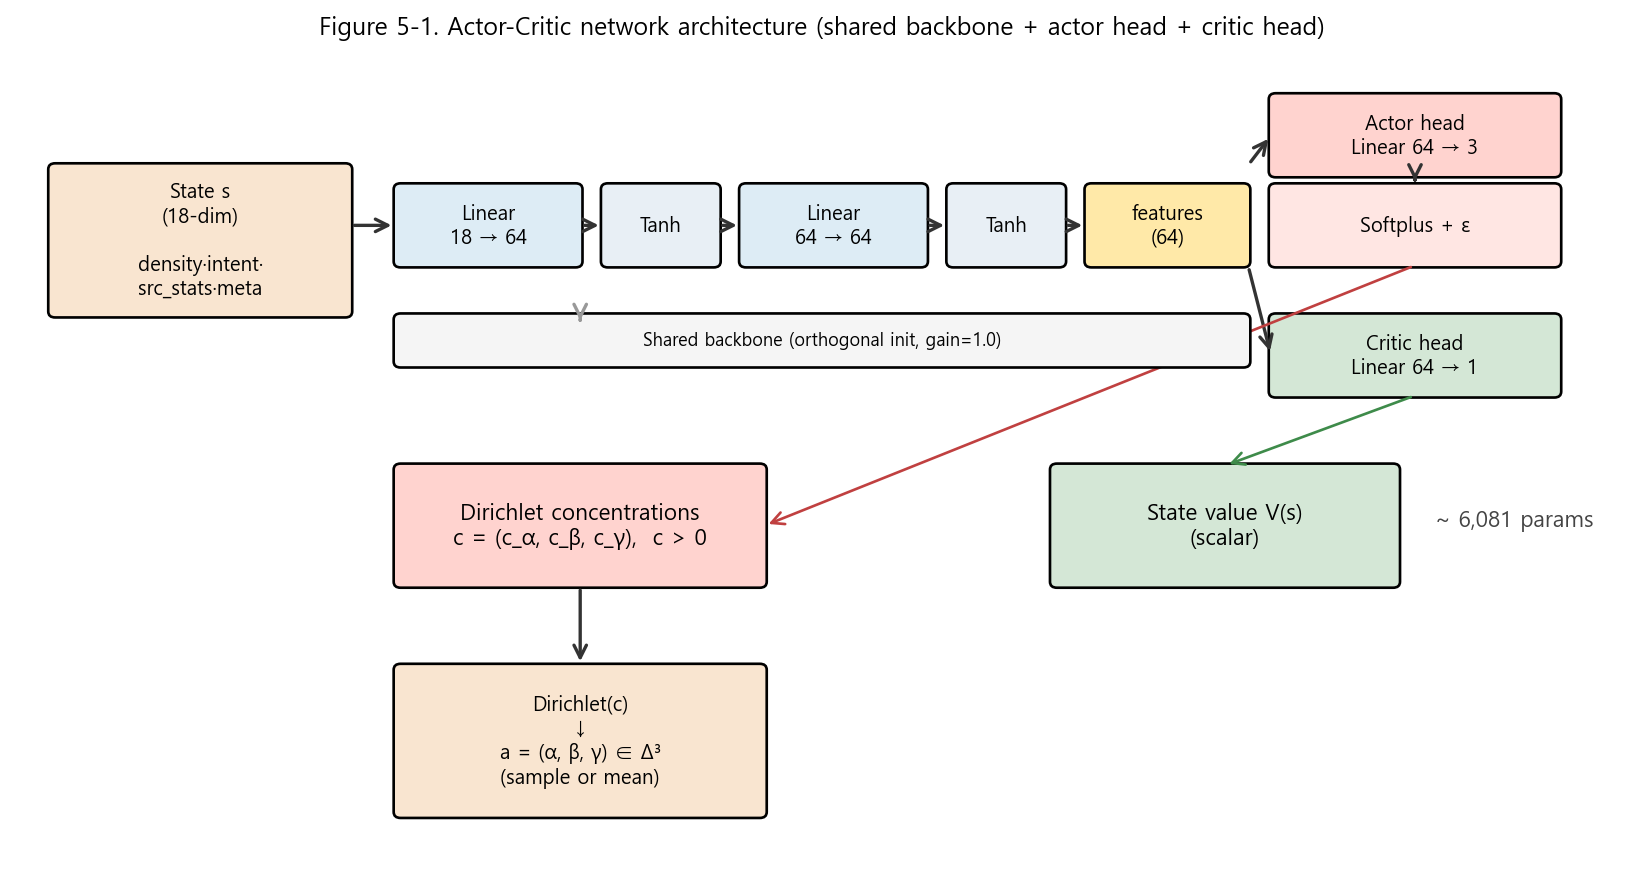 Figure 5-1. Actor-Critic network architecture (shared backbone + actor head + critic head)
State s
(18-dim)
density·intent·
src_stats·meta
Linear
18 → 64
Tanh
Linear
64 → 64
Tanh
features
(64)
Actor head
Linear 64 → 3
Softplus + ε
Shared backbone (orthogonal init, gain=1.0)
Critic head
Linear 64 → 1
Dirichlet concentrations
c = (c_α, c_β, c_γ),  c > 0
State value V(s)
(scalar)
~ 6,081 params
Dirichlet(c)
↓
a = (α, β, γ) ∈ Δ³
(sample or mean)